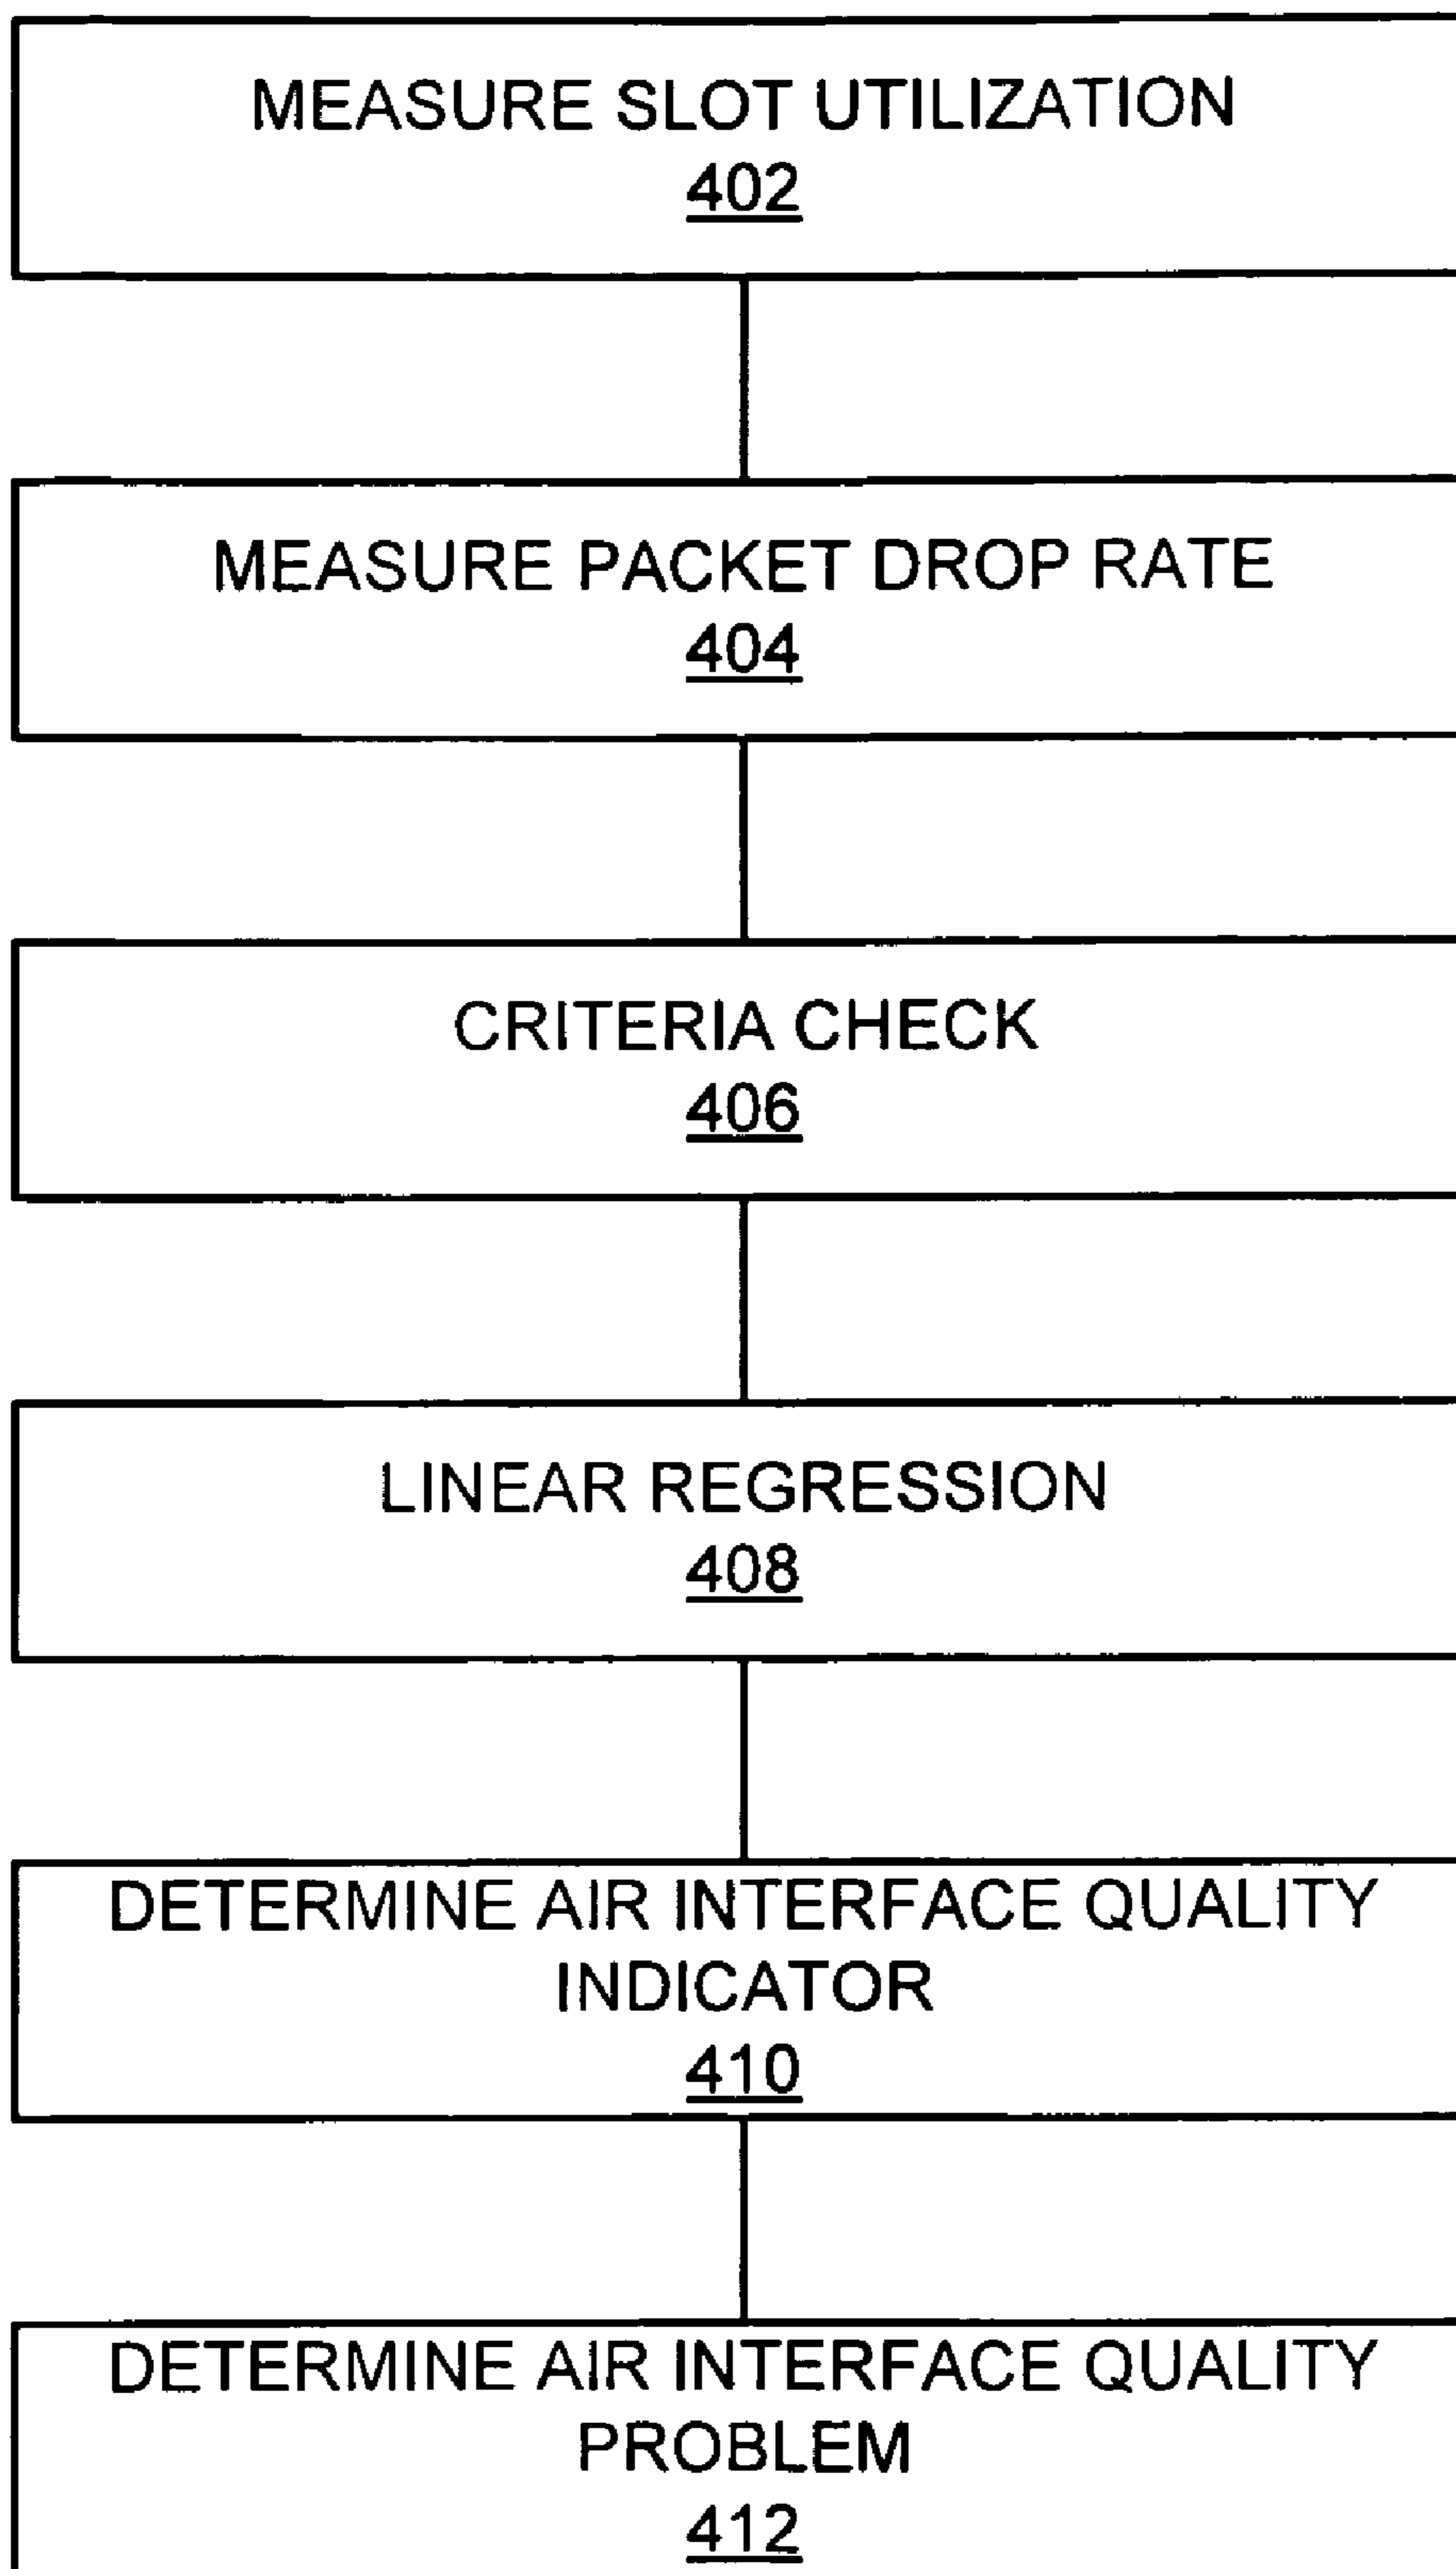 MEASURE SLOT UTILIZATION
402
MEASURE PACKET DROP RATE
404
CRITERIA CHECK
406
LINEAR REGRESSION
408
DETERMINE AIR INTERFACE QUALITY
INDICATOR
410
DETERMINE AIR INTERFACE QUALITY
PROBLEM
412